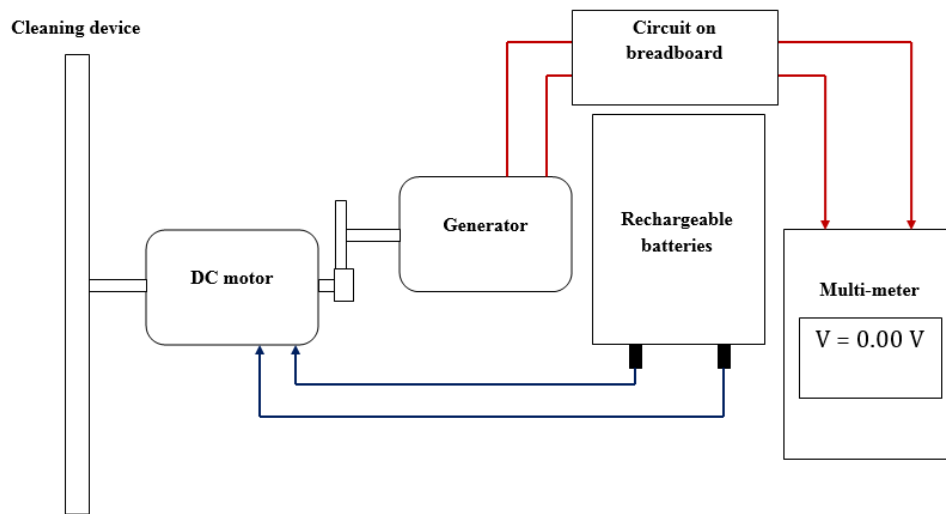 Cleaning device
Circuit on
breadboard
Generator
Rechargeable
batteries
DC motor
Multi-meter
V = 0.00 V